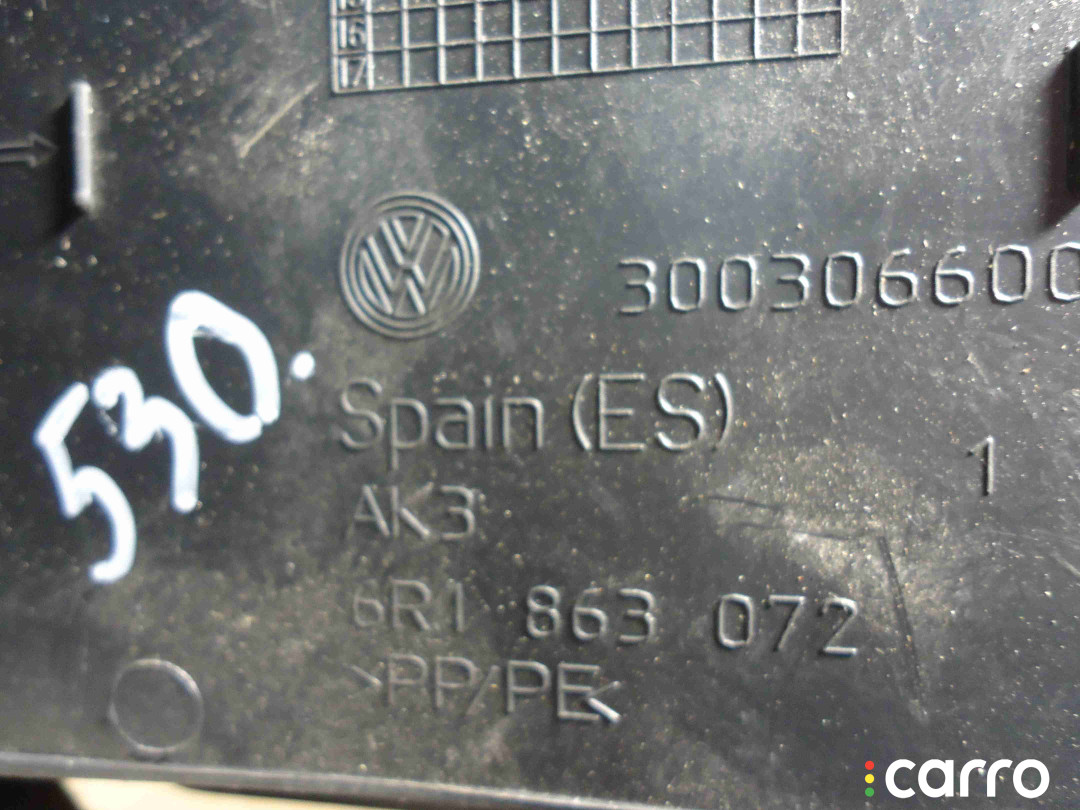 16
17
300306600
530.
Spain (ES)
1
AK3
6R1 863 072
>PP/PE<
carro